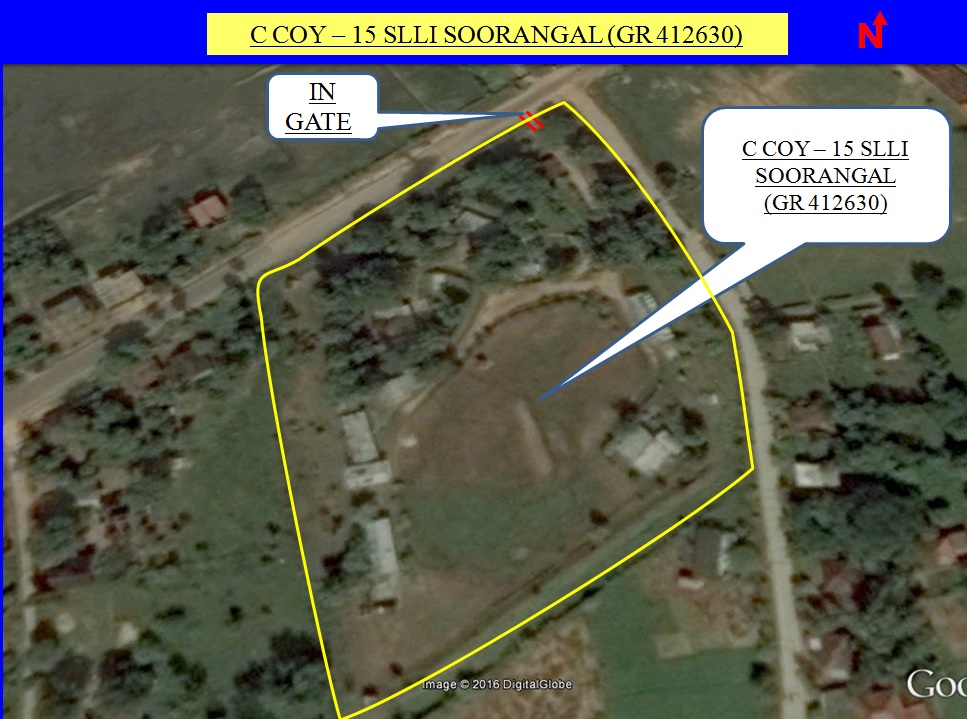 C COY – 15 SLLI SOORANGAL (GR 412630)
N
IN
GATE
C COY – 15 SLLI
SOORANGAL
(GR 412630)
Image © 2016 DigitalGlobe
Goo